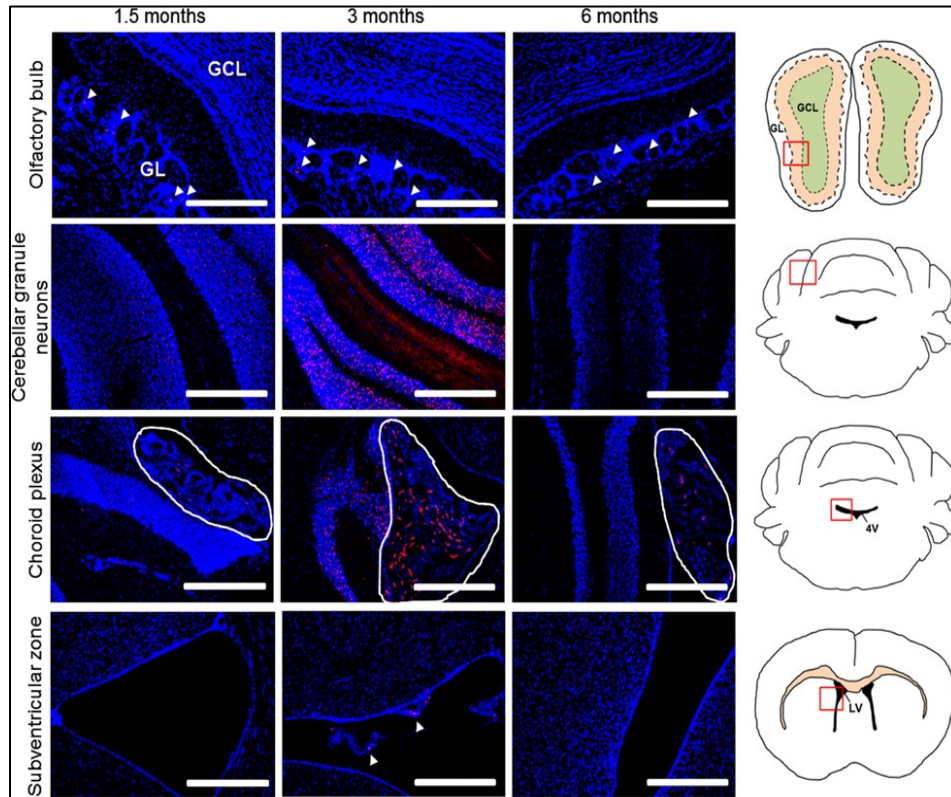 1.5 months 3 months 6 months
Olfactory bulb
GCL
GL
GCL
GL
Cerebellar granule
neurons
Choroid plexus
4V
Subventricular zone
LV